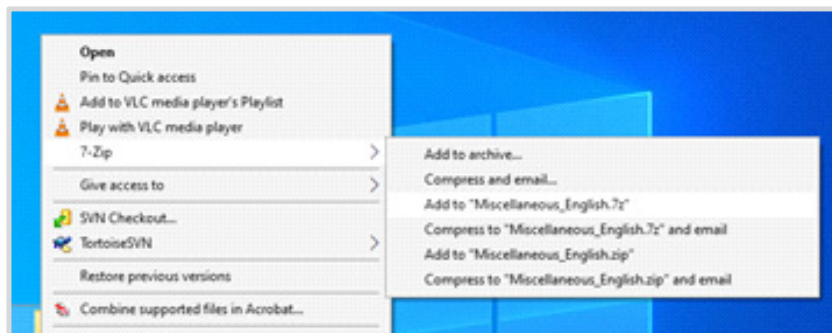 Open
Pin to Quick access
Add to VLC media player's Playlist
Play with VLC media player
7-Zip
Give access to
SVN Checkout...
TortoiseSVN
Restore previous versions
Combine supported files in Acrobat...
Add to archive...
Compress and email...
Add to "Miscellaneous_English.7z"
Compress to "Miscellaneous_English.7z" and email
Add to "Miscellaneous_English.zip"
Compress to "Miscellaneous_English.zip" and email